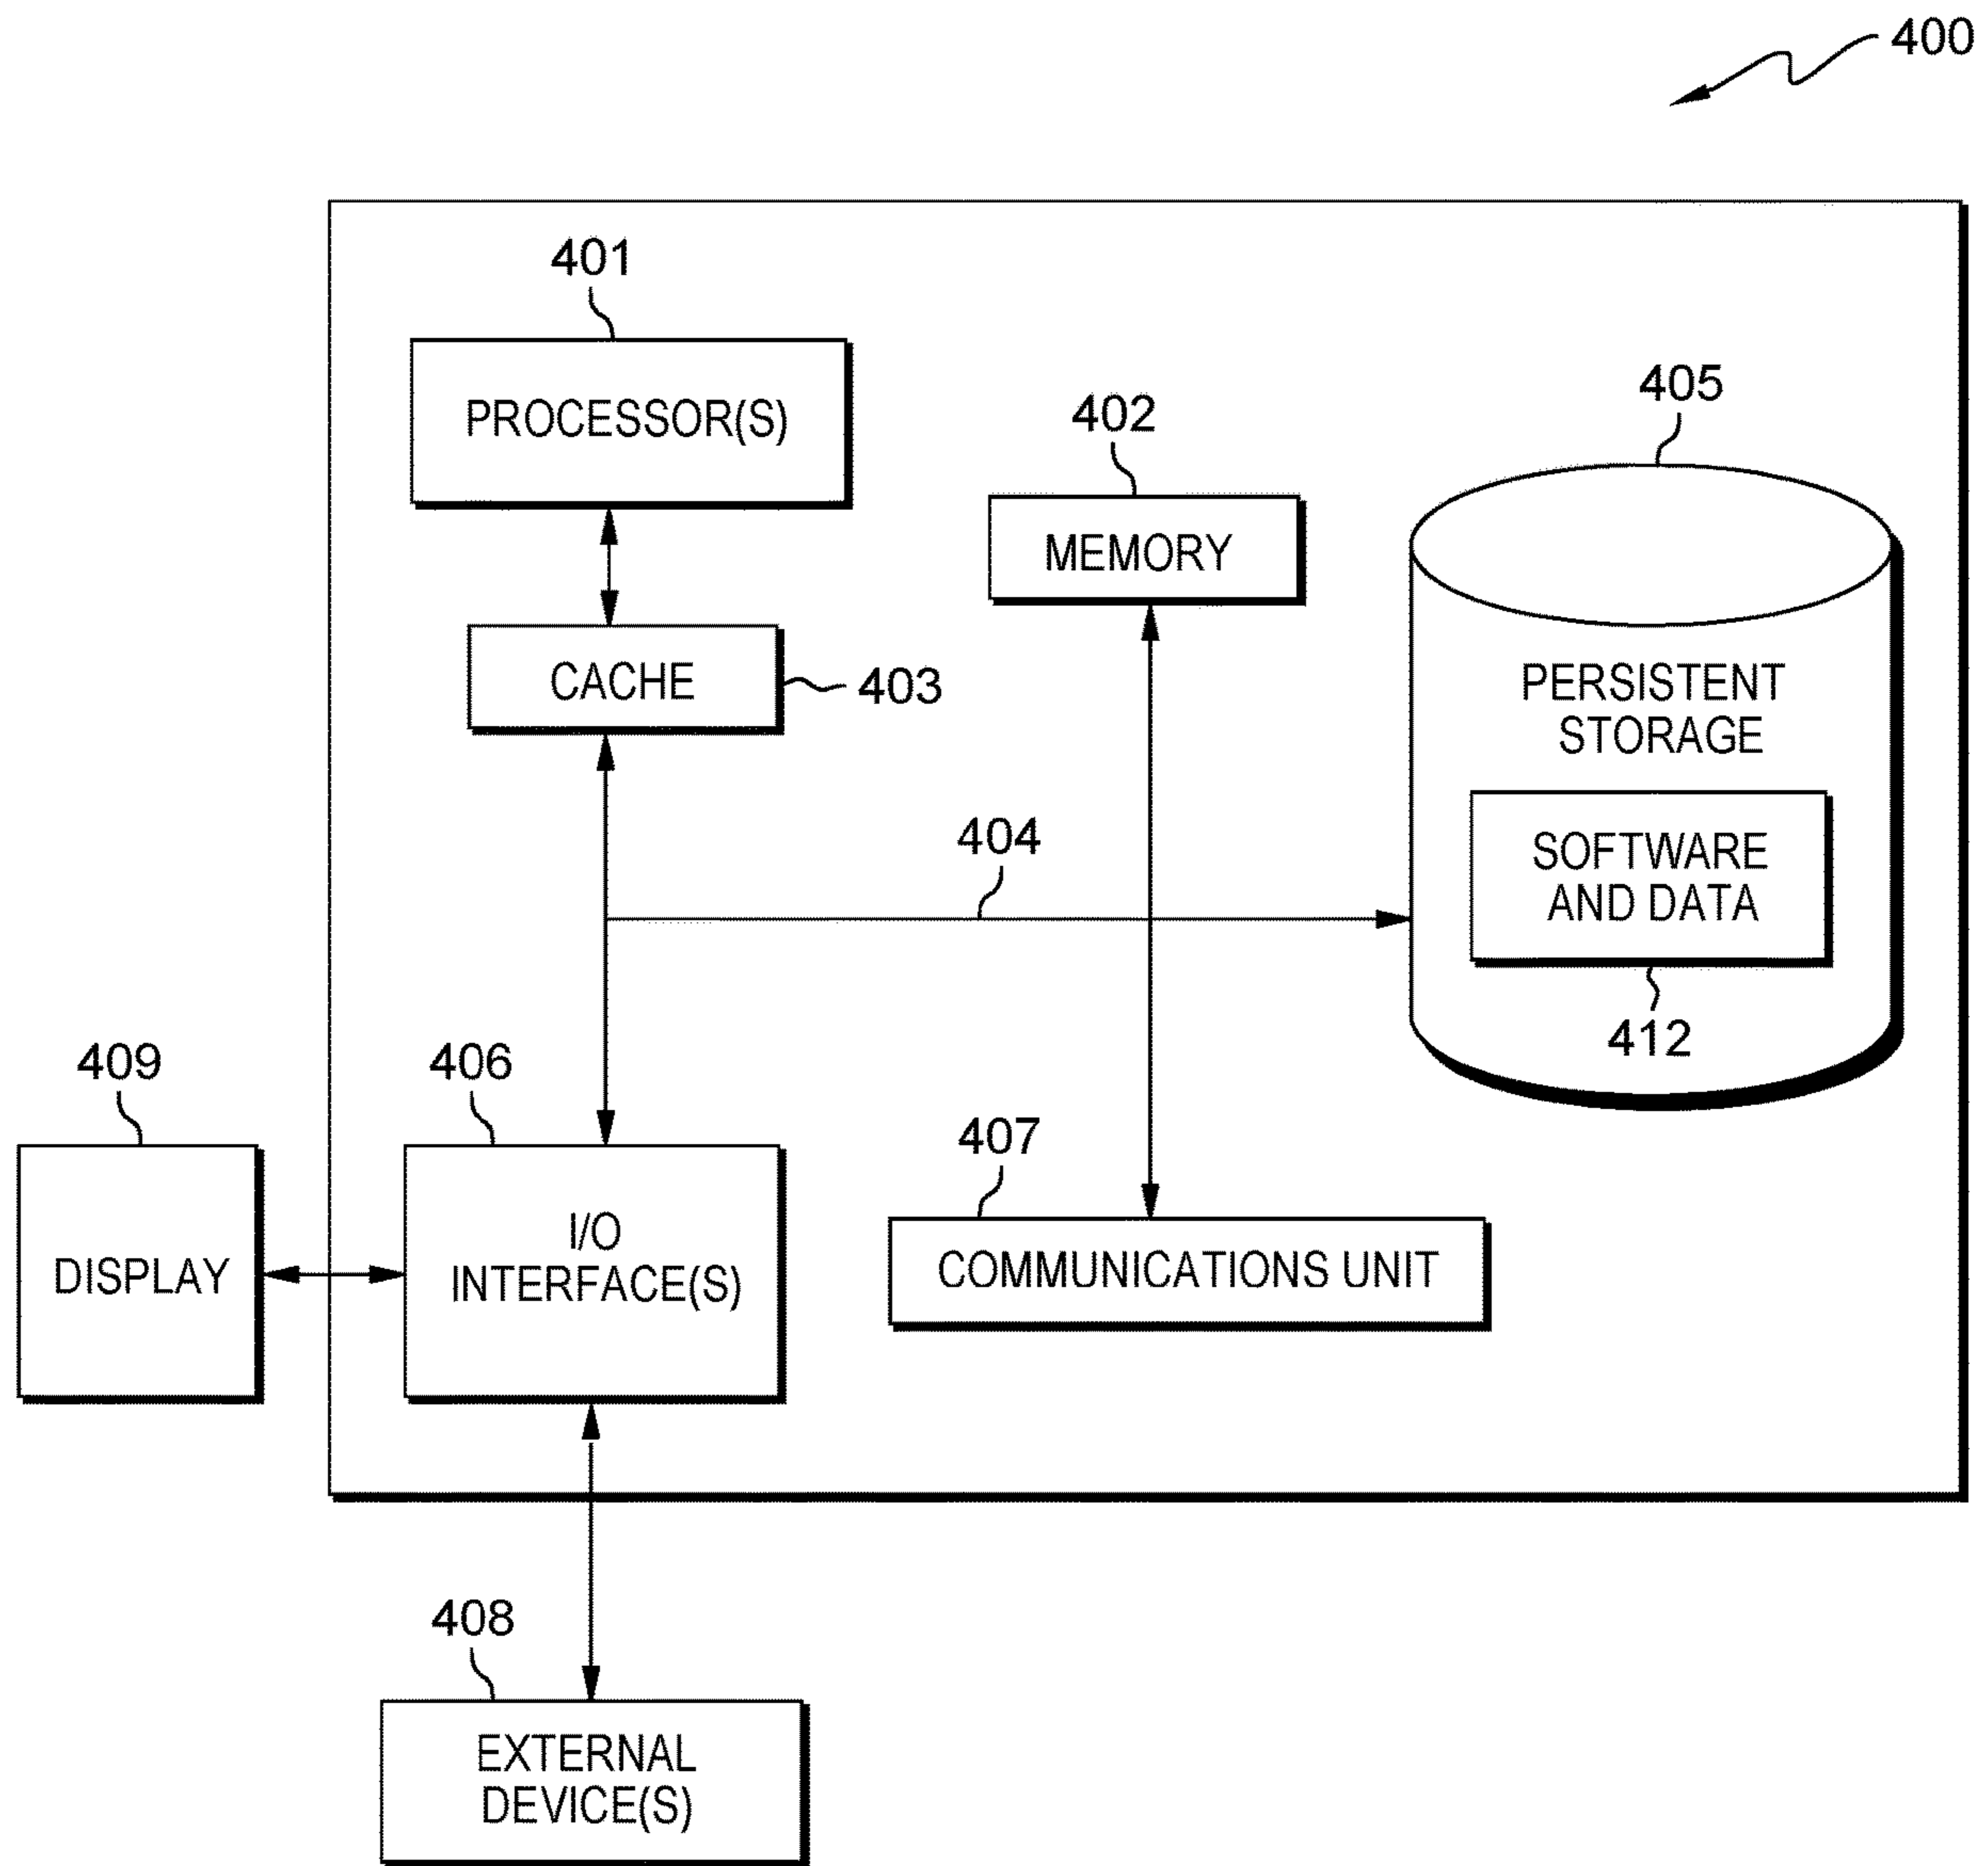 400
401
PROCESSOR(S)
402
MEMORY
405
CACHE
403
PERSISTENT
STORAGE
404
SOFTWARE
AND DATA
412
409
406
407
DISPLAY
I/O
INTERFACE(S)
COMMUNICATIONS UNIT
408
EXTERNAL
DEVICE(S)